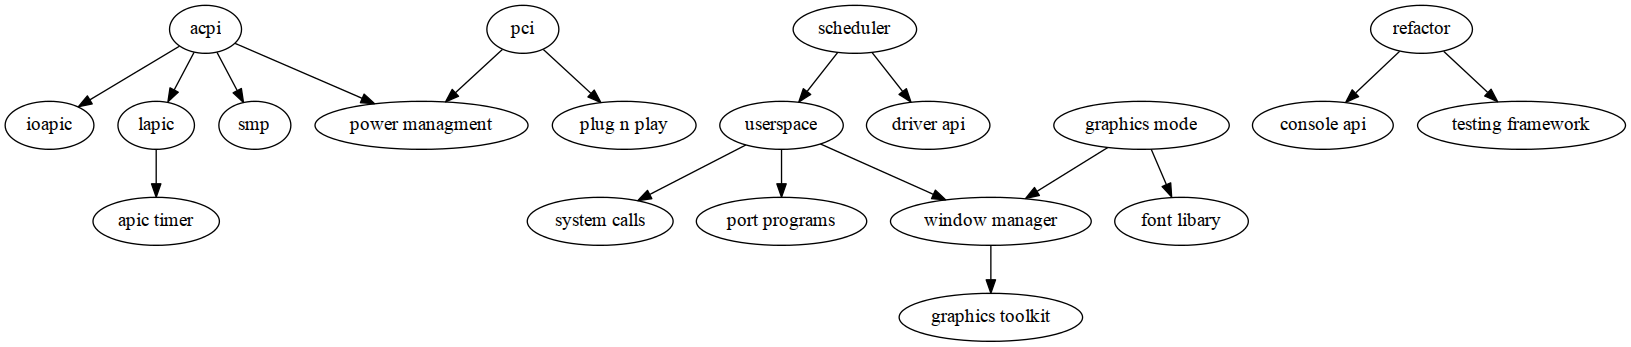 acpi
pci
scheduler
refactor
ioapic
lapic
smp
power managment
plug n play
userspace
driver api
graphics mode
console api
testing framework
apic timer
system calls
port programs
window manager
font libary
graphics toolkit